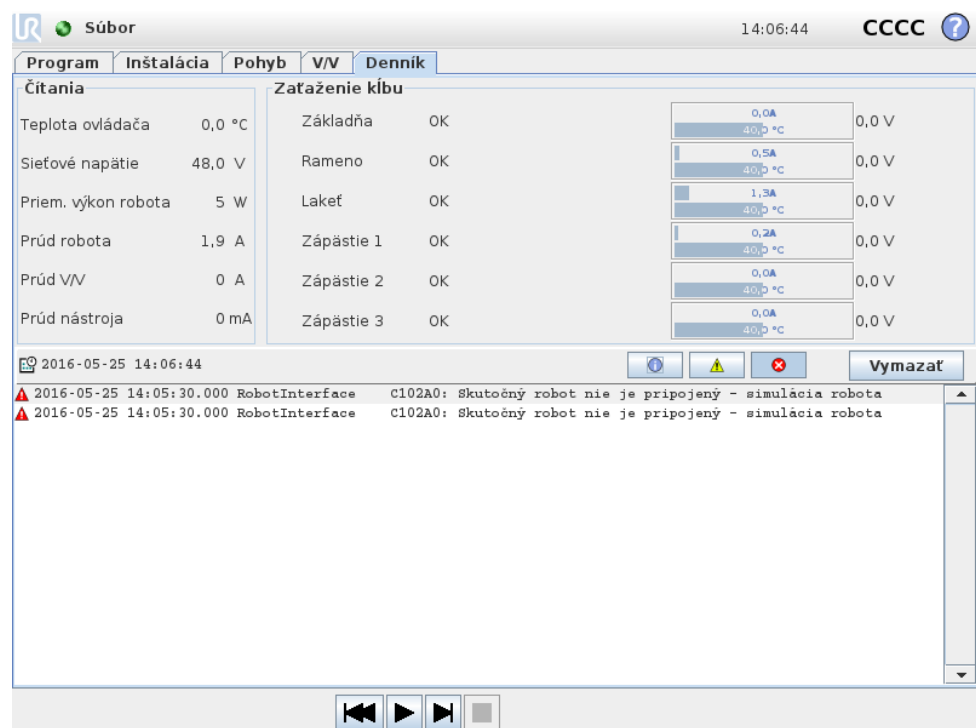 UR Súbor 14:06:44 CCCC ?
Program Inštalácia Pohyb V/V Denník
Čítania
Teplota ovládača 0,0 °C
Sieťové napätie 48,0 V
Priem. výkon robota 5 W
Prúd robota 1,9 A
Prúd V/V 0 A
Prúd nástroja 0 mA
Zaťaženie kĺbu
Základňa OK 0,0A 0,0 V
40,0 °C
Rameno OK 0,5A 0,0 V
40,0 °C
Lakeť OK 1,3A 0,0 V
40,0 °C
Zápästie 1 OK 0,2A 0,0 V
40,0 °C
Zápästie 2 OK 0,0A 0,0 V
40,0 °C
Zápästie 3 OK 0,0A 0,0 V
40,0 °C
2016-05-25 14:06:44 Vymazať
2016-05-25 14:05:30.000 RobotInterface C102A0: Skutočný robot nie je pripojený - simulácia robota
2016-05-25 14:05:30.000 RobotInterface C102A0: Skutočný robot nie je pripojený - simulácia robota